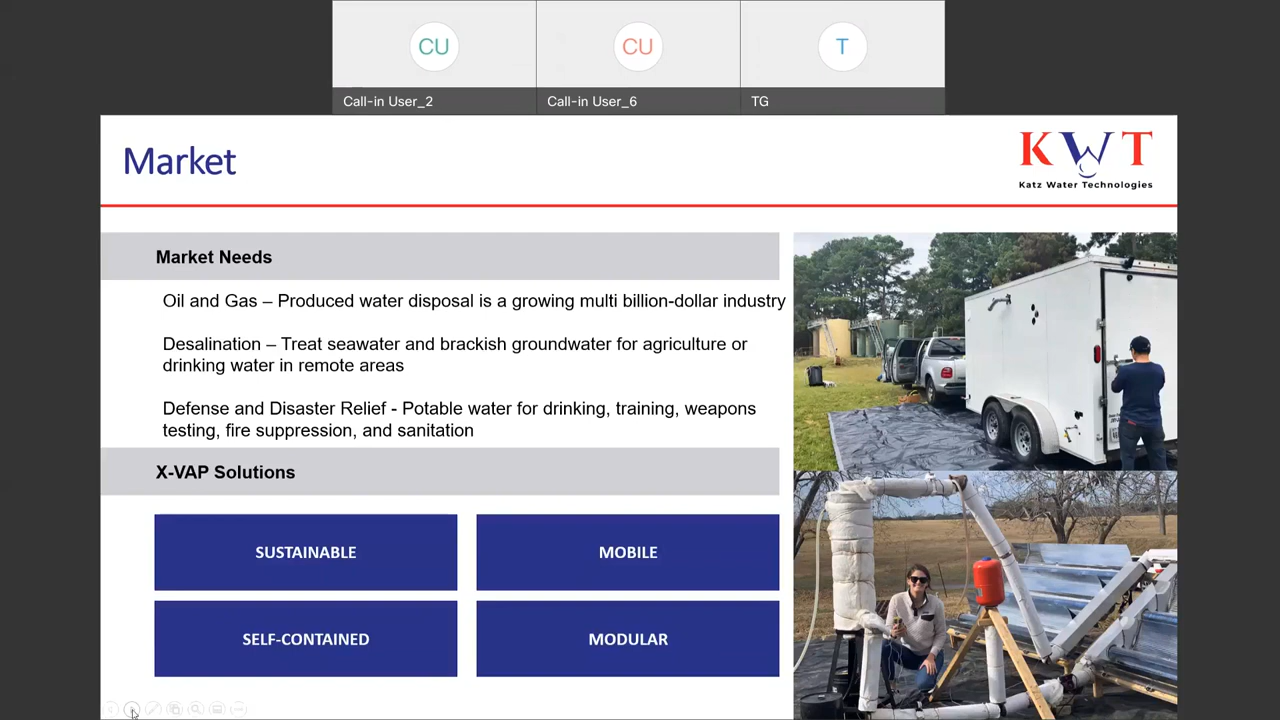 CU
CU
T
Call-in User_2
Call-in User_6
TG
Market
KWT
Katz Water Technologies
Market Needs
Oil and Gas – Produced water disposal is a growing multi billion-dollar industry
Desalination – Treat seawater and brackish groundwater for agriculture or
drinking water in remote areas
Defense and Disaster Relief - Potable water for drinking, training, weapons
testing, fire suppression, and sanitation
X-VAP Solutions
SUSTAINABLE
MOBILE
SELF-CONTAINED
MODULAR